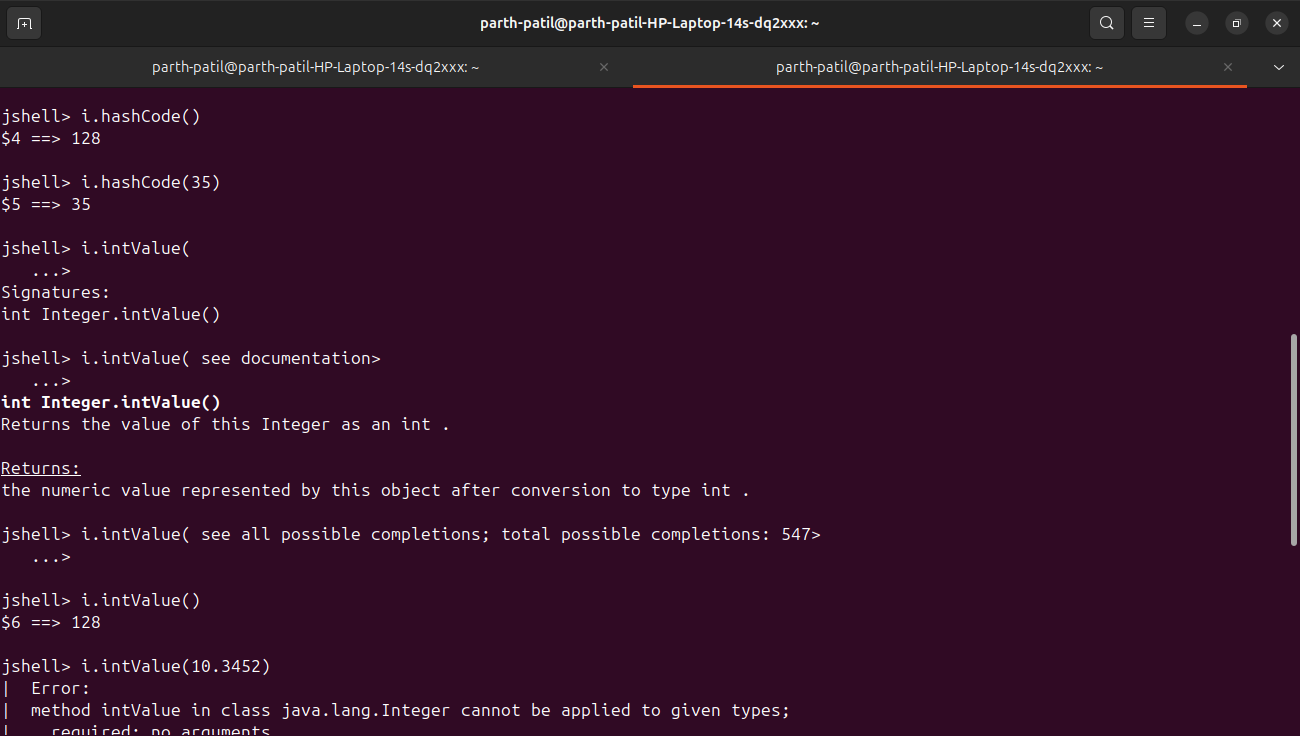 parth-patil@parth-patil-HP-Laptop-14s-dq2xxx: ~
parth-patil@parth-patil-HP-Laptop-14s-dq2xxx: ~
parth-patil@parth-patil-HP-Laptop-14s-dq2xxx: ~
jshell> i.hashCode()
$4 ==> 128
jshell> i.hashCode(35)
$5 ==> 35
jshell> i.intValue(
...>
Signatures:
int Integer.intValue()
jshell> i.intValue( see documentation>
...>
int Integer.intValue()
Returns the value of this Integer as an int .
Returns:
the numeric value represented by this object after conversion to type int .
jshell> i.intValue( see all possible completions; total possible completions: 547>
...>
jshell> i.intValue()
$6 ==> 128
jshell> i.intValue(10.3452)
|  Error:
|  method intValue in class java.lang.Integer cannot be applied to given types;
|    required: no arguments